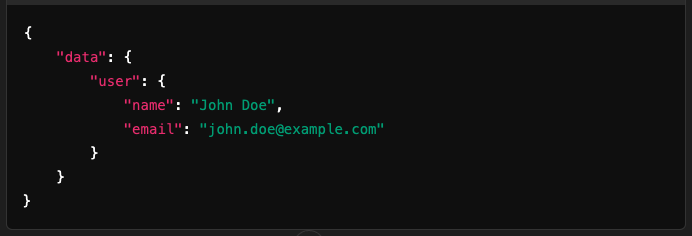 {
    "data": {
        "user": {
            "name": "John Doe",
            "email": "john.doe@example.com"
        }
    }
}